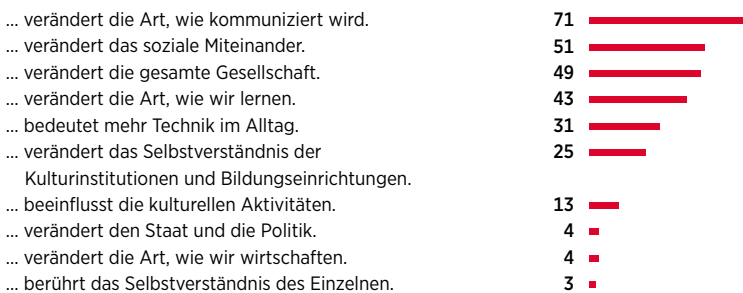 ... verändert die Art, wie kommuniziert wird. 71
... verändert das soziale Miteinander. 51
... verändert die gesamte Gesellschaft. 49
... verändert die Art, wie wir lernen. 43
... bedeutet mehr Technik im Alltag. 31
... verändert das Selbstverständnis der 25
Kulturinstitutionen und Bildungseinrichtungen.
... beeinflusst die kulturellen Aktivitäten. 13
... verändert den Staat und die Politik. 4
... verändert die Art, wie wir wirtschaften. 4
... berührt das Selbstverständnis des Einzelnen. 3